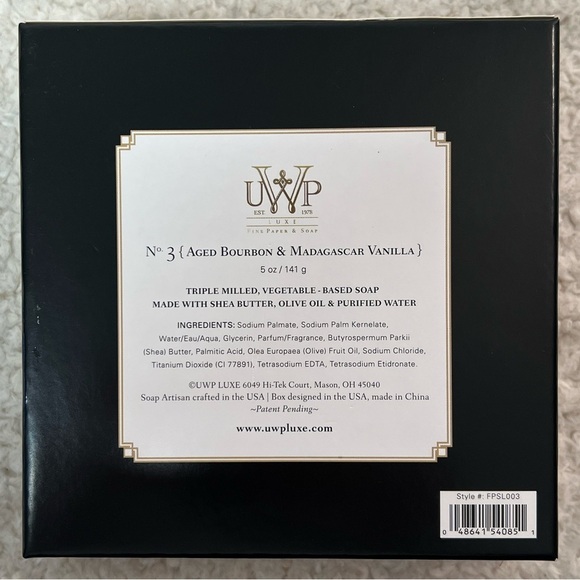 UWP
EST. 1978
LUXE
FINE PAPER & SOAP
No. 3 { AGED BOURBON & MADAGASCAR VANILLA }
5 oz / 141 g
TRIPLE MILLED, VEGETABLE-BASED SOAP
MADE WITH SHEA BUTTER, OLIVE OIL & PURIFIED WATER
INGREDIENTS: Sodium Palmate, Sodium Palm Kernelate,
Water/Eau/Aqua, Glycerin, Parfum/Fragrance, Butyrospermum Parkii
(Shea) Butter, Palmitic Acid, Olea Europaea (Olive) Fruit Oil, Sodium Chloride,
Titanium Dioxide (CI 77891), Tetrasodium EDTA, Tetrasodium Etidronate.
©UWP LUXE 6049 Hi-Tek Court, Mason, OH 45040
Soap Artisan crafted in the USA | Box designed in the USA, made in China
~Patent Pending~
www.uwpluxe.com
Style #: FPSL003
0 48641 54085 1